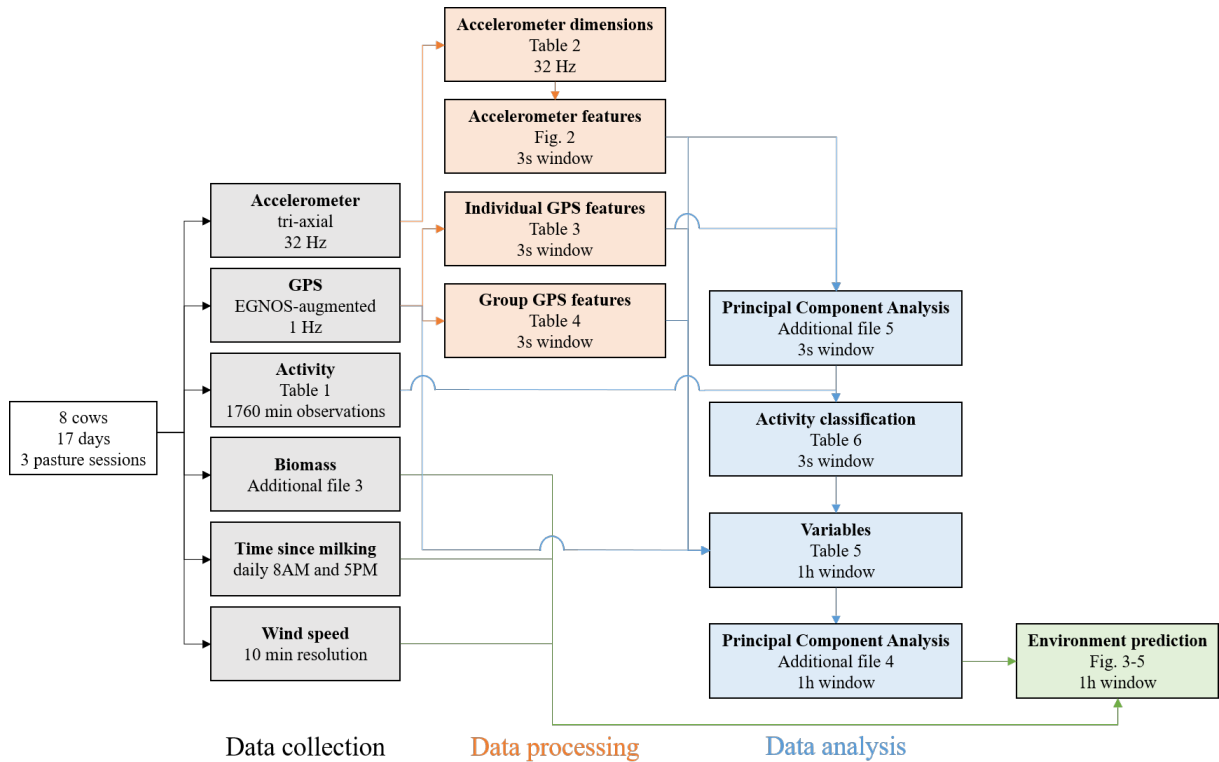 8 cows
17 days
3 pasture sessions
Accelerometer
tri-axial
32 Hz
GPS
EGNOS-augmented
1 Hz
Activity
Table 1
1760 min observations
Biomass
Additional file 3
Time since milking
daily 8AM and 5PM
Wind speed
10 min resolution
Data collection
Accelerometer dimensions
Table 2
32 Hz
Accelerometer features
Fig. 2
3s window
Individual GPS features
Table 3
3s window
Group GPS features
Table 4
3s window
Data processing
Principal Component Analysis
Additional file 5
3s window
Activity classification
Table 6
3s window
Variables
Table 5
1h window
Principal Component Analysis
Additional file 4
1h window
Data analysis
Environment prediction
Fig. 3-5
1h window